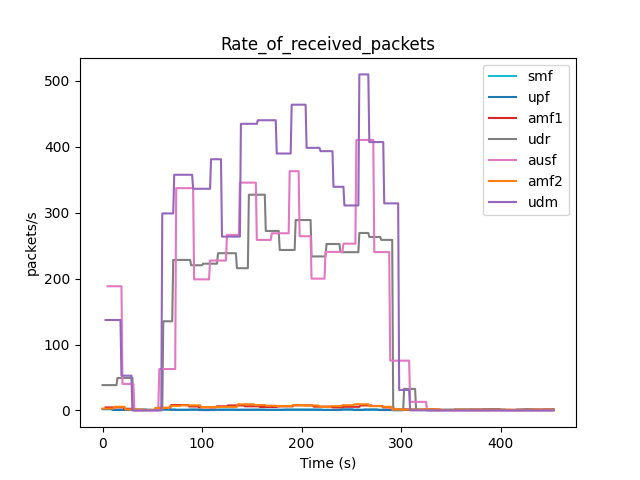 Rate_of_received_packets
packets/s
500
400
300
200
100
0
0 100 200 300 400
Time (s)
smf
upf
amf1
udr
ausf
amf2
udm